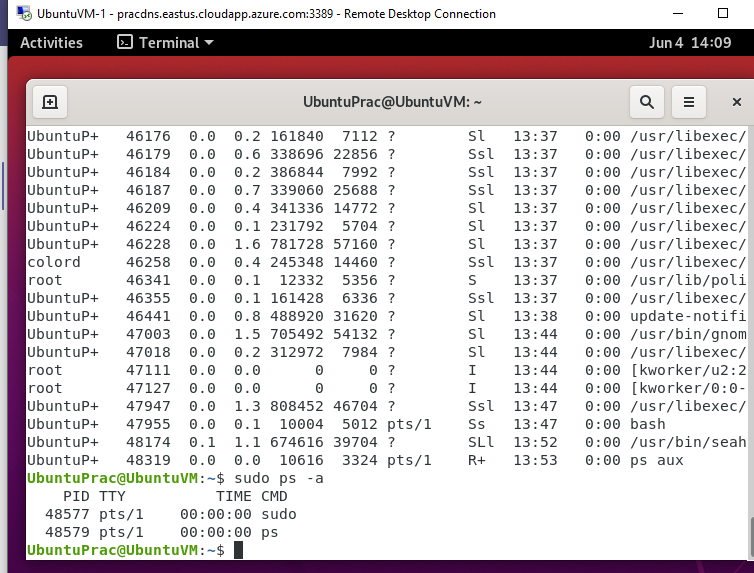 UbuntuVM-1 - pracdns.eastus.cloudapp.azure.com:3389 - Remote Desktop Connection
Activities Terminal Jun 4 14:09
UbuntuPrac@UbuntuVM: ~
UbuntuP+ 46176 0.0 0.2 161840 7112 ? Sl 13:37 0:00 /usr/libexec/
UbuntuP+ 46179 0.0 0.6 338696 22856 ? Ssl 13:37 0:00 /usr/libexec/
UbuntuP+ 46184 0.0 0.2 386844 7992 ? Ssl 13:37 0:00 /usr/libexec/
UbuntuP+ 46187 0.0 0.7 339060 25688 ? Ssl 13:37 0:00 /usr/libexec/
UbuntuP+ 46209 0.0 0.4 341336 14772 ? Sl 13:37 0:00 /usr/libexec/
UbuntuP+ 46224 0.0 0.1 231792 5704 ? Sl 13:37 0:00 /usr/libexec/
UbuntuP+ 46228 0.0 1.6 781728 57160 ? Sl 13:37 0:00 /usr/libexec/
colord 46258 0.0 0.4 245348 14460 ? Ssl 13:37 0:00 /usr/libexec/
root 46341 0.0 0.1 12332 5356 ? S 13:37 0:00 /usr/lib/poli
UbuntuP+ 46355 0.0 0.1 161428 6336 ? Ssl 13:37 0:00 /usr/libexec/
UbuntuP+ 46441 0.0 0.8 488920 31620 ? Sl 13:38 0:00 update-notifi
UbuntuP+ 47003 0.0 1.5 705492 54132 ? Sl 13:44 0:00 /usr/bin/gnom
UbuntuP+ 47018 0.0 0.2 312972 7984 ? Sl 13:44 0:00 /usr/libexec/
root 47111 0.0 0.0 0 0 ? I 13:44 0:00 [kworker/u2:2
root 47127 0.0 0.0 0 0 ? I 13:44 0:00 [kworker/0:0-
UbuntuP+ 47947 0.0 1.3 808452 46704 ? Ssl 13:47 0:00 /usr/libexec/
UbuntuP+ 47955 0.0 0.1 10004 5012 pts/1 Ss 13:47 0:00 bash
UbuntuP+ 48174 0.1 1.1 674616 39704 ? SLl 13:52 0:00 /usr/bin/seah
UbuntuP+ 48319 0.0 0.0 10616 3324 pts/1 R+ 13:53 0:00 ps aux
UbuntuPrac@UbuntuVM:~$ sudo ps -a
PID TTY TIME CMD
48577 pts/1 00:00:00 sudo
48579 pts/1 00:00:00 ps
UbuntuPrac@UbuntuVM:~$